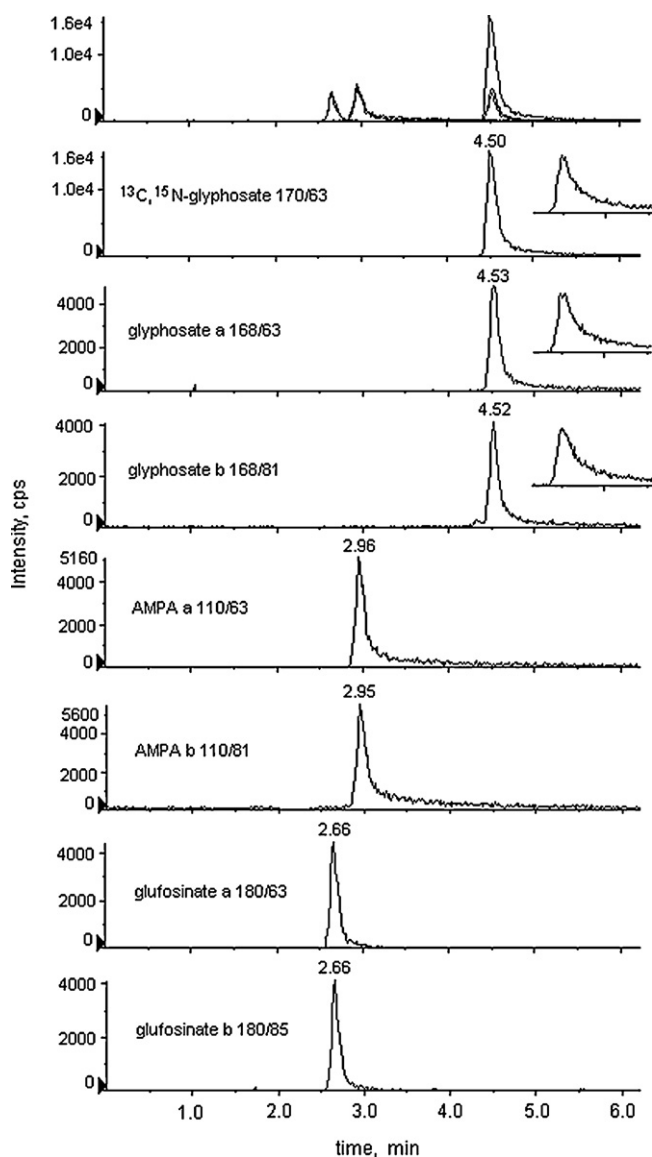 1.6e4
1.0e4
0
4.50
1.6e4
1.0e4
0
13C,15N-glyphosate 170/63
4.53
4000
2000
0
glyphosate a 168/63
4.52
4000
2000
0
glyphosate b 168/81
2.96
5160
4000
2000
0
AMPA a 110/63
2.95
5600
4000
2000
0
AMPA b 110/81
2.66
4000
2000
0
glufosinate a 180/63
2.66
4000
2000
0
glufosinate b 180/85
Intensity, cps
1.0 2.0 3.0 4.0 5.0 6.0
time, min